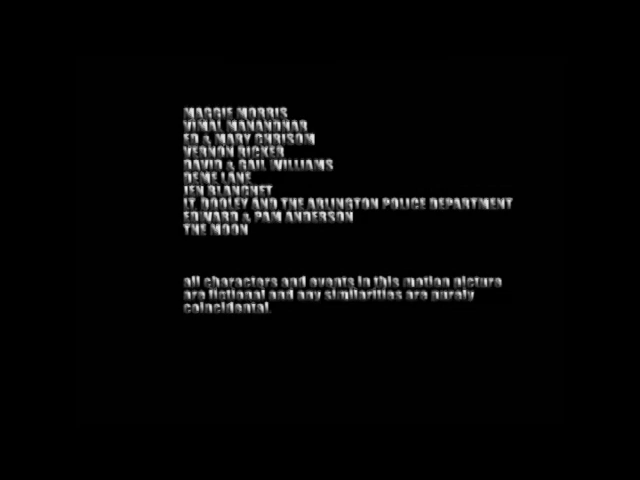 MAGGIE MORRIS
VIMAL MANANDHAR
ED & MARY CHRISOM
VERNON RUCKER
DAVID & GAIL WILLIAMS
DENE LANE
JEN BLANCHET
LT. DOOLEY AND THE ARLINGTON POLICE DEPARTMENT
EDWARD & PAM ANDERSON
THE MOON
all characters and events in this motion picture
are fictional and any similarities are purely
coincidental.